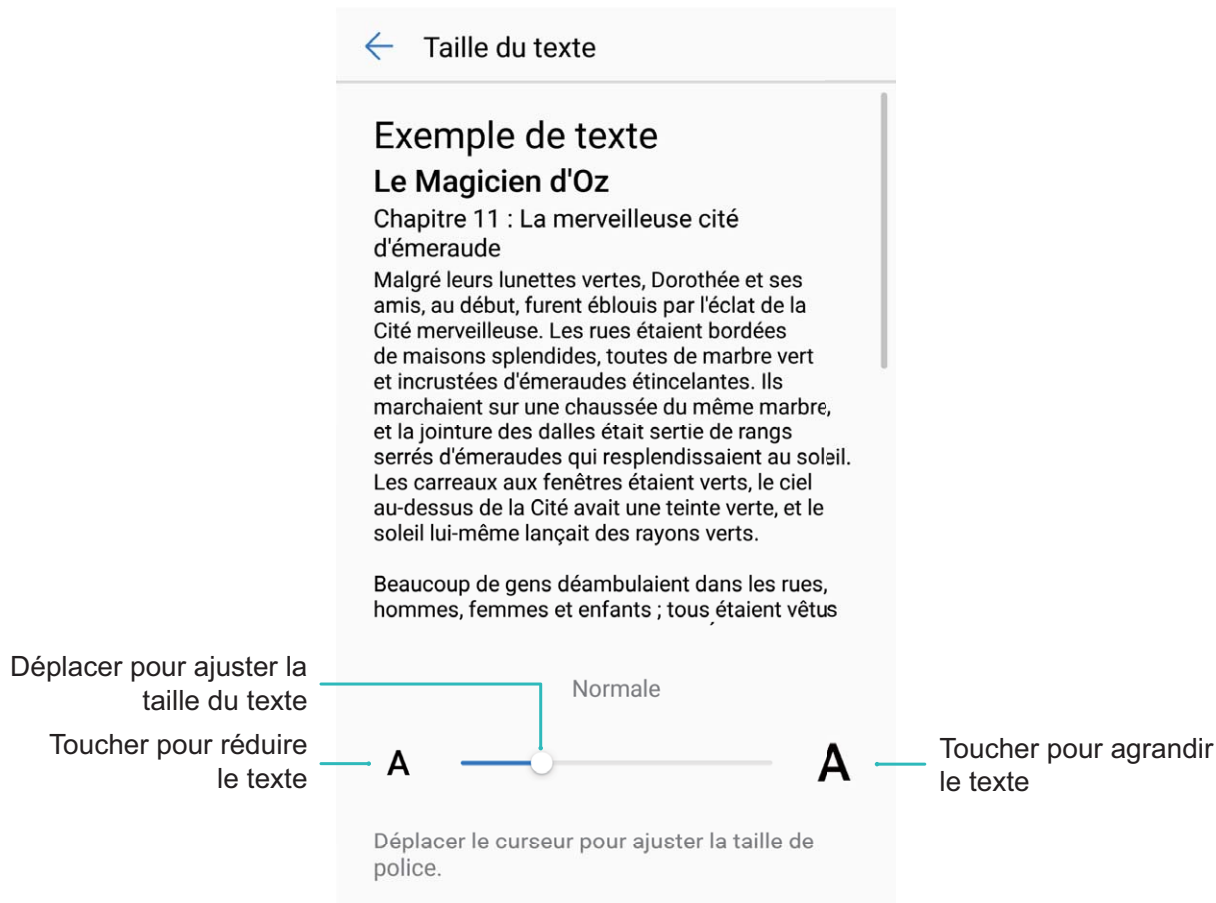 Taille du texte
Exemple de texte
Le Magicien d'Oz
Chapitre 11 : La merveilleuse cité
d'émeraude
Malgré leurs lunettes vertes, Dorothée et ses
amis, au début, furent éblouis par l'éclat de la
Cité merveilleuse. Les rues étaient bordées
de maisons splendides, toutes de marbre vert
et incrustées d'émeraudes étincelantes. Ils
marchaient sur une chaussée du même marbre,
et la jointure des dalles était sertie de rangs
serrés d'émeraudes qui resplendissaient au soleil.
Les carreaux aux fenêtres étaient verts, le ciel
au-dessus de la Cité avait une teinte verte, et le
soleil lui-même lançait des rayons verts.
Beaucoup de gens déambulaient dans les rues,
hommes, femmes et enfants ; tous étaient vêtus
Déplacer pour ajuster la
taille du texte
Normale
Toucher pour réduire
le texte
A
A
Toucher pour agrandir
le texte
Déplacer le curseur pour ajuster la taille de
police.